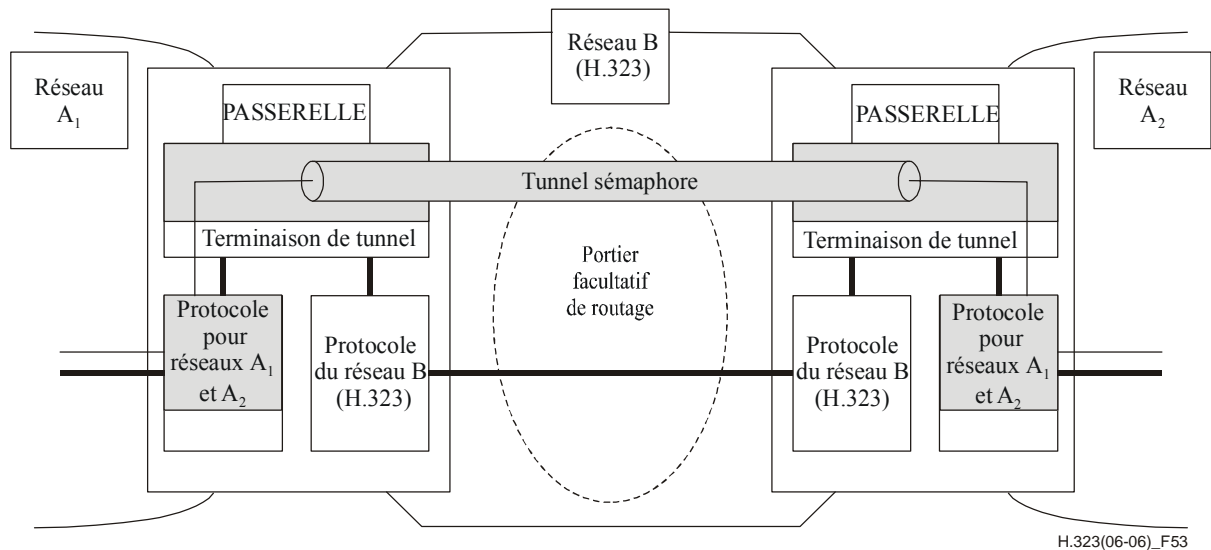 Réseau B
(H.323)
Réseau
A₁
Réseau
A₂
PASSERELLE
PASSERELLE
Tunnel sémaphore
Terminaison de tunnel
Terminaison de tunnel
Portier
facultatif
de routage
Protocole
pour
réseaux A₁
et A₂
Protocole
du réseau B
(H.323)
Protocole
du réseau B
(H.323)
Protocole
pour
réseaux A₁
et A₂
H.323(06-06)_F53